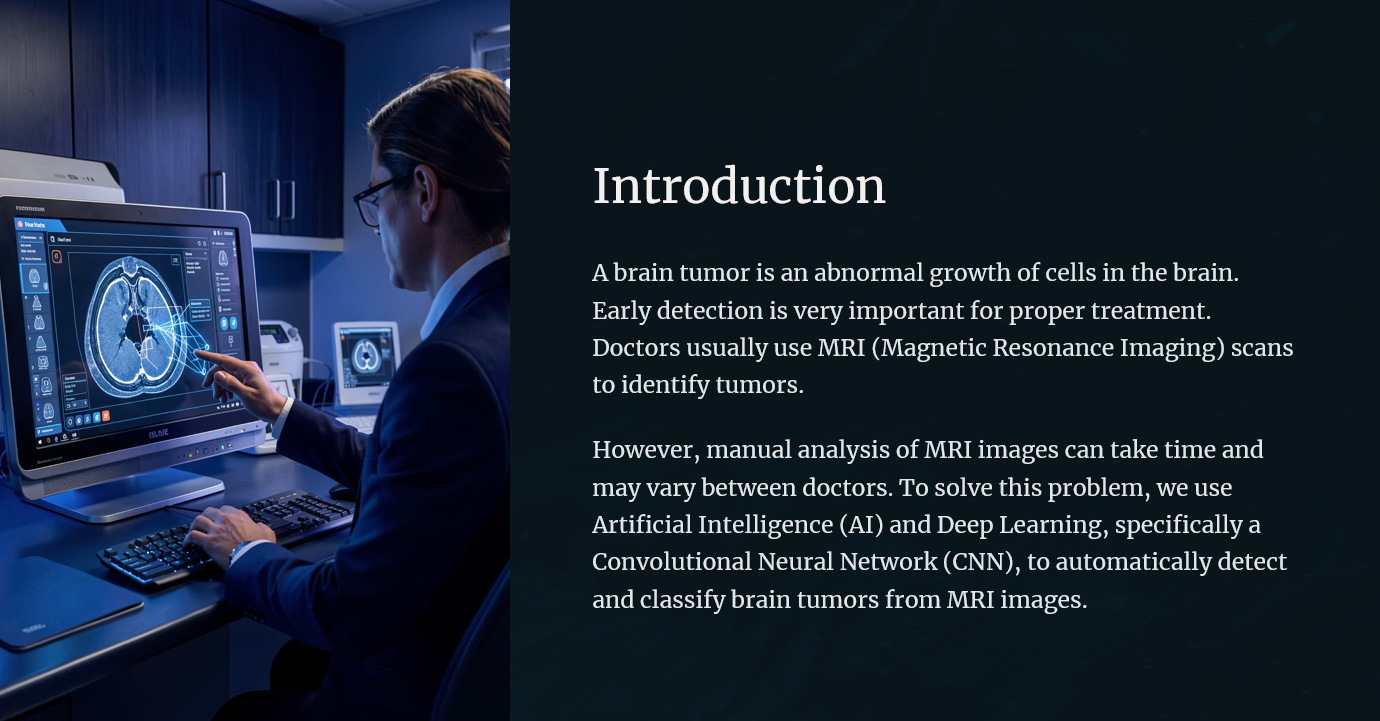 Introduction
A brain tumor is an abnormal growth of cells in the brain.
Early detection is very important for proper treatment.
Doctors usually use MRI (Magnetic Resonance Imaging) scans
to identify tumors.
However, manual analysis of MRI images can take time and
may vary between doctors. To solve this problem, we use
Artificial Intelligence (AI) and Deep Learning, specifically a
Convolutional Neural Network (CNN), to automatically detect
and classify brain tumors from MRI images.